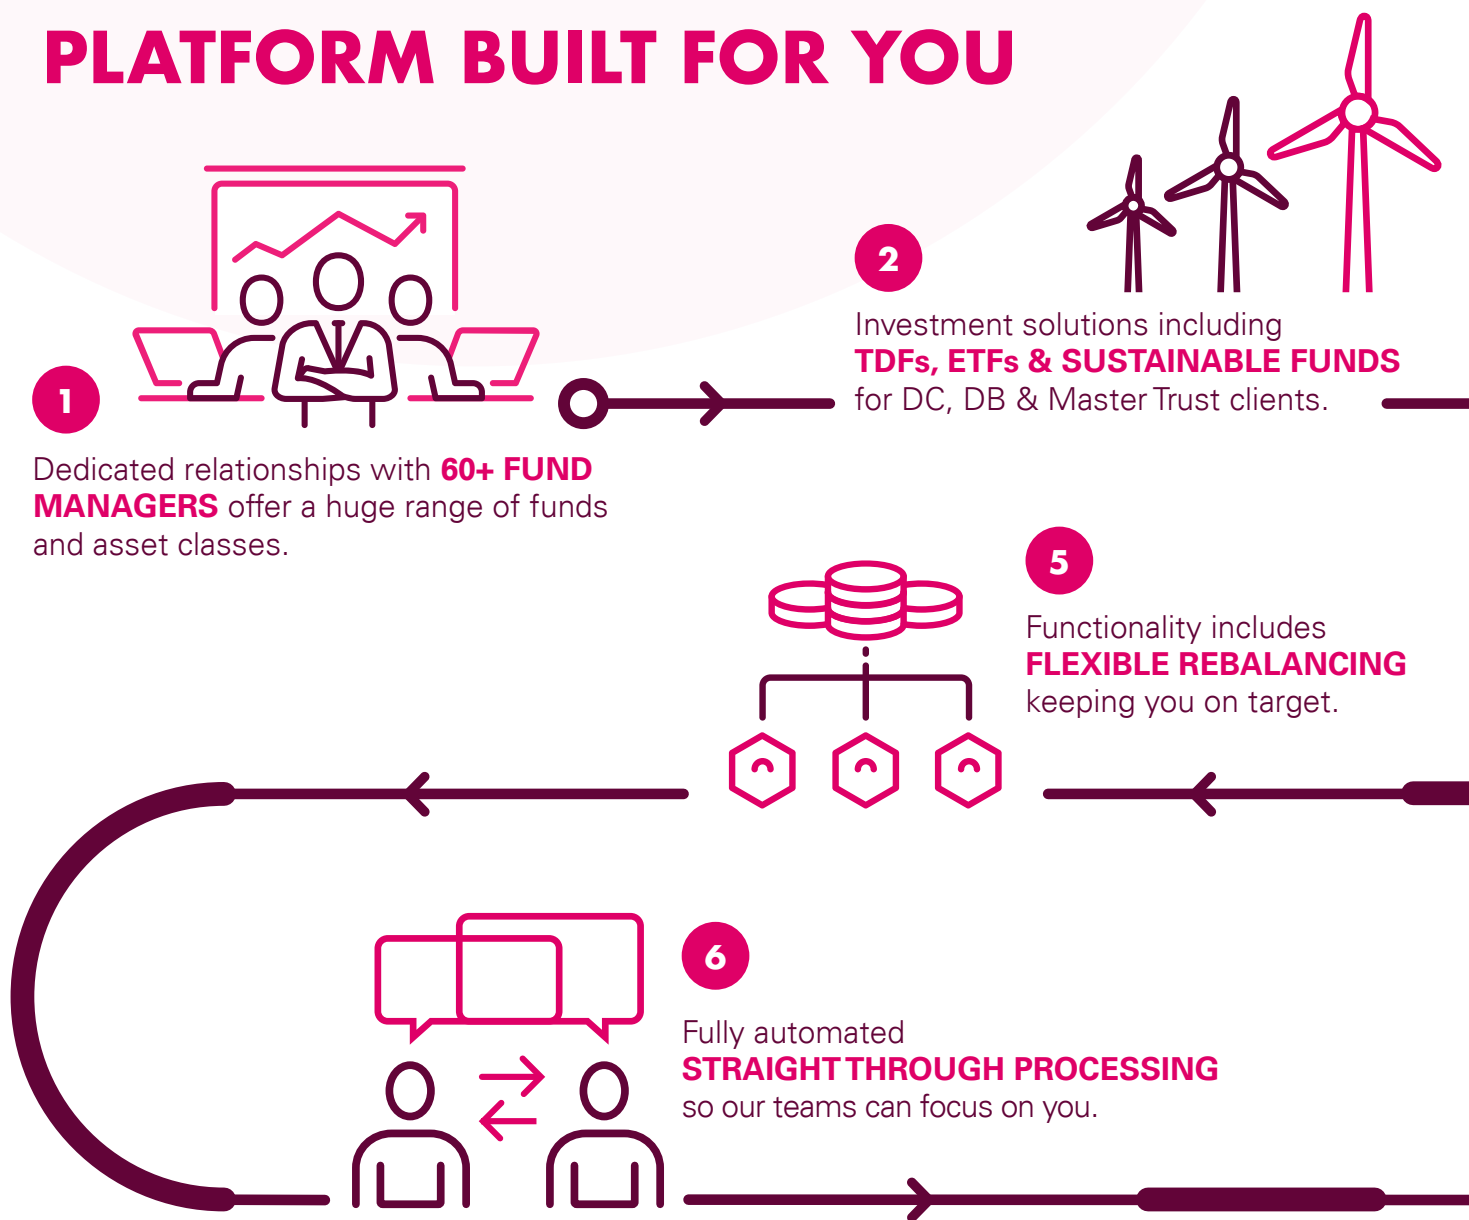 PLATFORM BUILT FOR YOU
1
Dedicated relationships with 60+ FUND
MANAGERS offer a huge range of funds
and asset classes.
2
Investment solutions including
TDFs, ETFs & SUSTAINABLE FUNDS
for DC, DB & Master Trust clients.
5
Functionality includes
FLEXIBLE REBALANCING
keeping you on target.
6
Fully automated
STRAIGHT THROUGH PROCESSING
so our teams can focus on you.